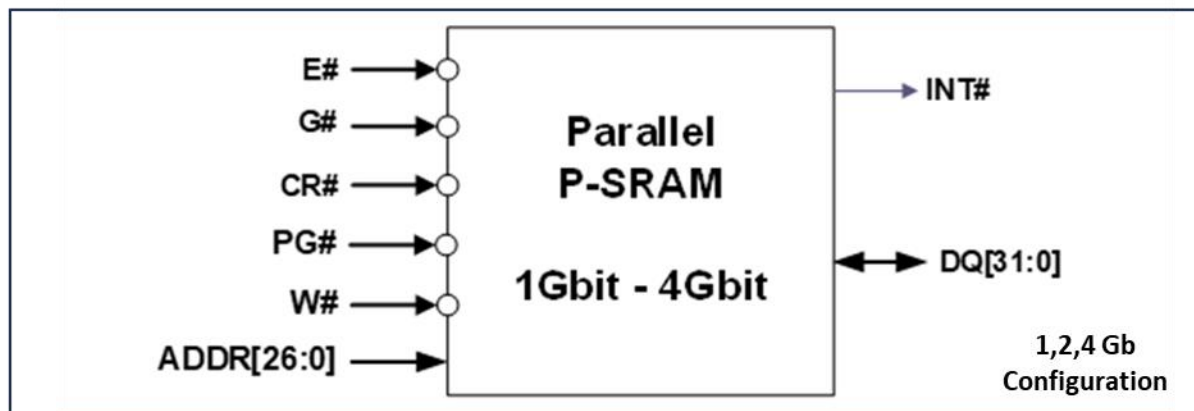 E#
G#
CR#
PG#
W#
ADDR[26:0]
Parallel
P-SRAM
1Gbit - 4Gbit
INT#
DQ[31:0]
1,2,4 Gb
Configuration